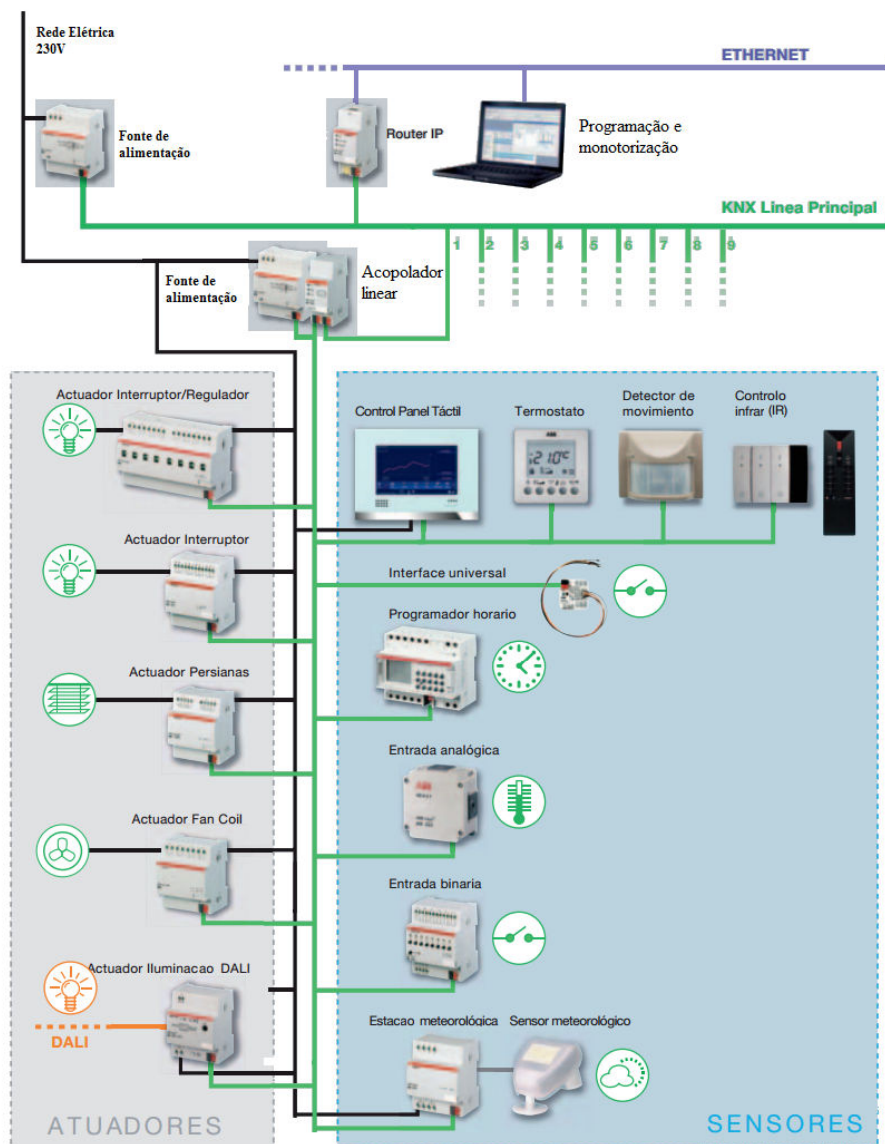 Rede Elétrica
230V
ETHERNET
Fonte de
alimentação
Router IP
Programação e
monotorização
KNX Linea Principal
1
2
3
4
5
6
7
8
9
Fonte de
alimentação
Acopolador
linear
Actuador Interruptor/Regulador
Control Panel Táctil
Termostato
Detector de
movimiento
Controlo
infrar (IR)
Actuador Interruptor
Interface universal
Programador horario
Actuador Persianas
Entrada analógica
ABB
Actuador Fan Coil
Entrada binaria
Actuador Iluminacao DALI
DALI
Estacao meteorológica
Sensor meteorológico
ATUADORES
SENSORES